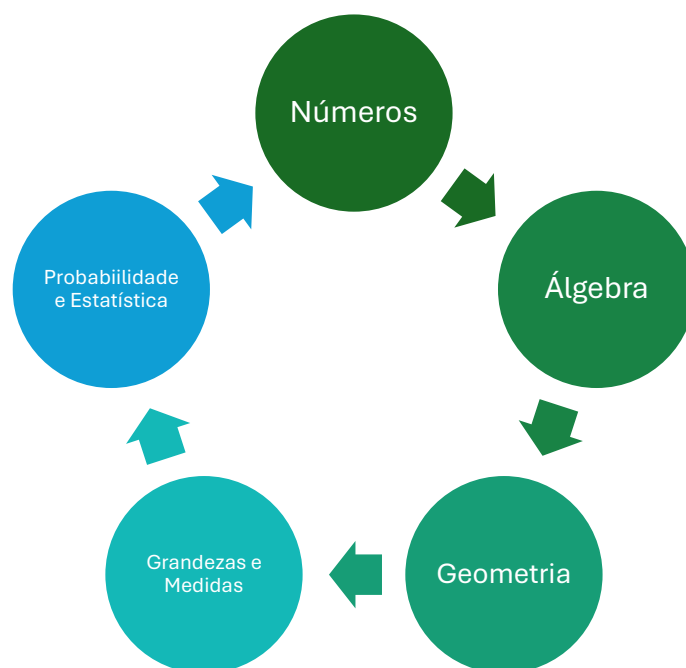 Números
Álgebra
Geometria
Grandezas e
Medidas
Probabiilidade
e Estatística